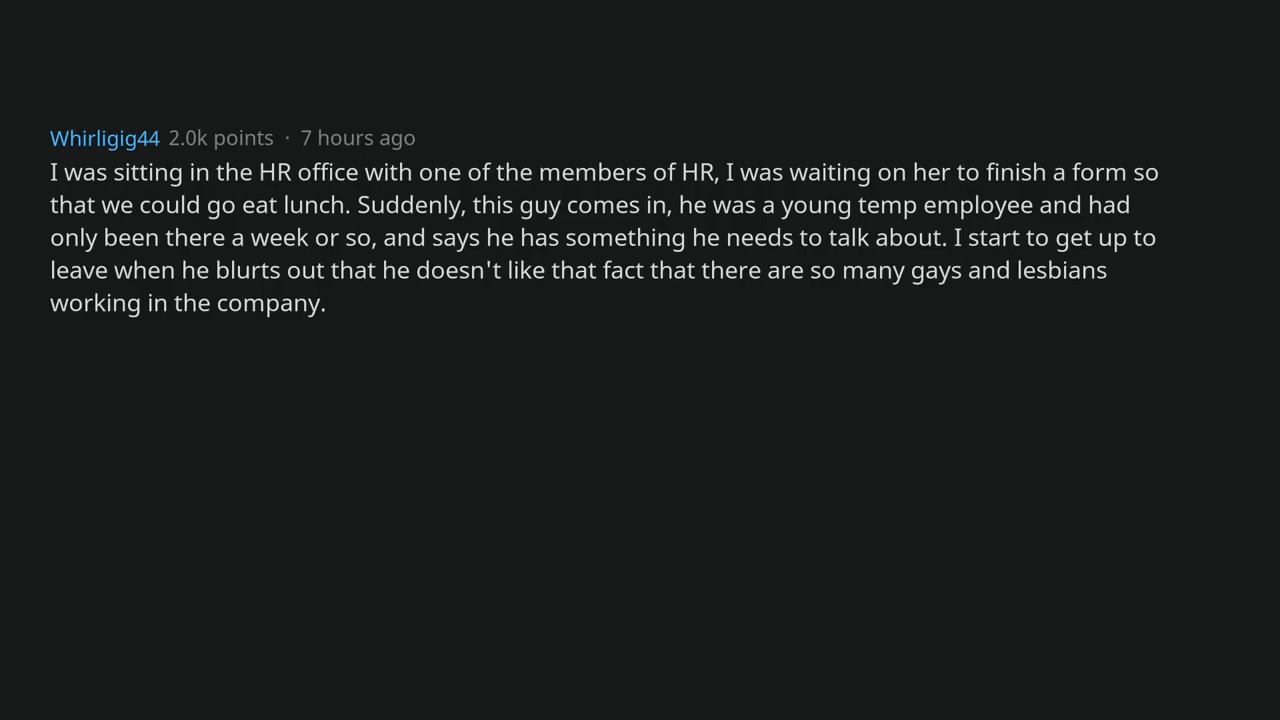 Whirligig44 2.0k points · 7 hours ago
I was sitting in the HR office with one of the members of HR, I was waiting on her to finish a form so
that we could go eat lunch. Suddenly, this guy comes in, he was a young temp employee and had
only been there a week or so, and says he has something he needs to talk about. I start to get up to
leave when he blurts out that he doesn't like that fact that there are so many gays and lesbians
working in the company.